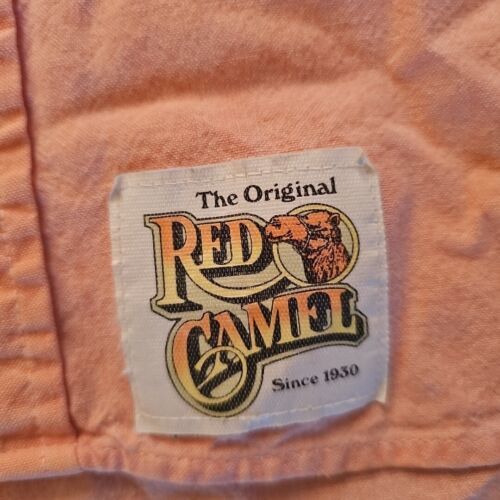 The Original
RED
CAMEL
Since 1930